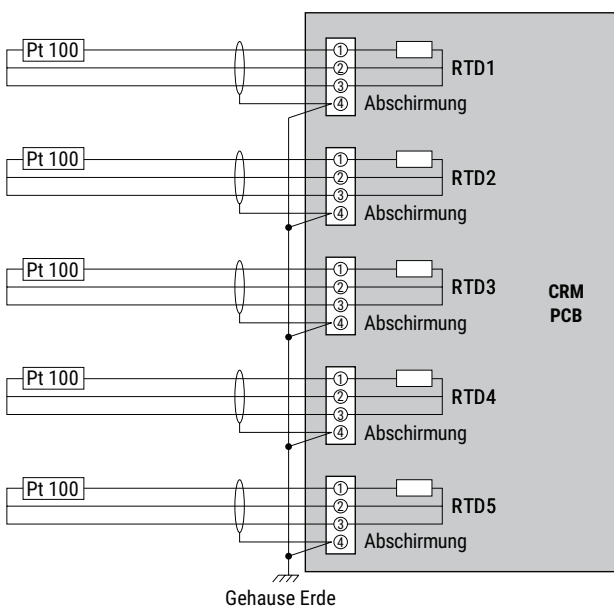 Pt 100
①
②
③
④
RTD1
Abschirmung
Pt 100
①
②
③
④
RTD2
Abschirmung
Pt 100
①
②
③
④
RTD3
Abschirmung
CRM
PCB
Pt 100
①
②
③
④
RTD4
Abschirmung
Pt 100
①
②
③
④
RTD5
Abschirmung
Gehause Erde